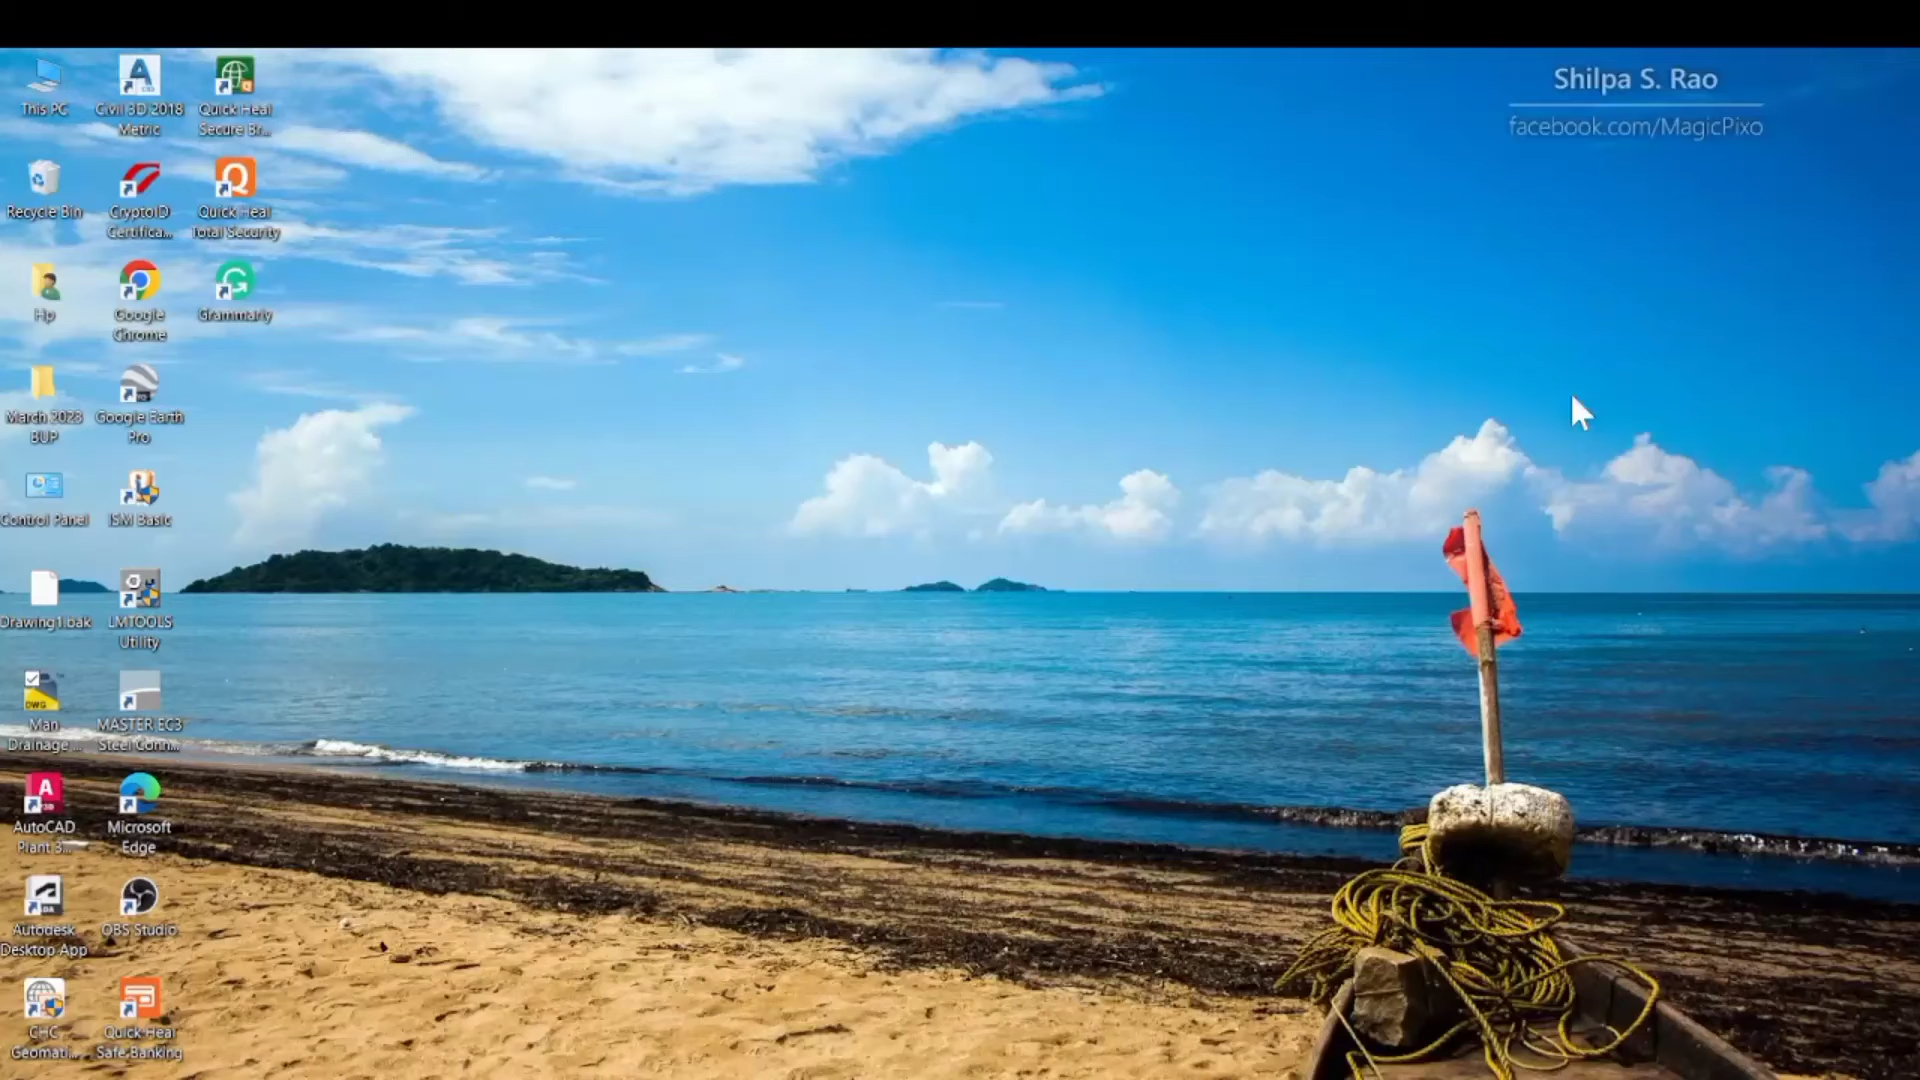 Shilpa S. Rao
facebook.com/MagicPixo
This PC
Civil 3D 2018
Metric
Quick Heal
Secure Br...
Recycle Bin
CryptoID
Certifica...
Quick Heal
Total Security
Hp
Google
Chrome
Grammarly
March 2023
BUP
Google Earth
Pro
Control Panel
ISM Basic
Drawing1.bak
LMTOOLS
Utility
DWG
Man
Drainage ...
MASTER EC3
Steel Conn...
AutoCAD
Plant 3...
Microsoft
Edge
Autodesk
Desktop App
OBS Studio
CHC
Geomati...
Quick Heal
Safe Banking